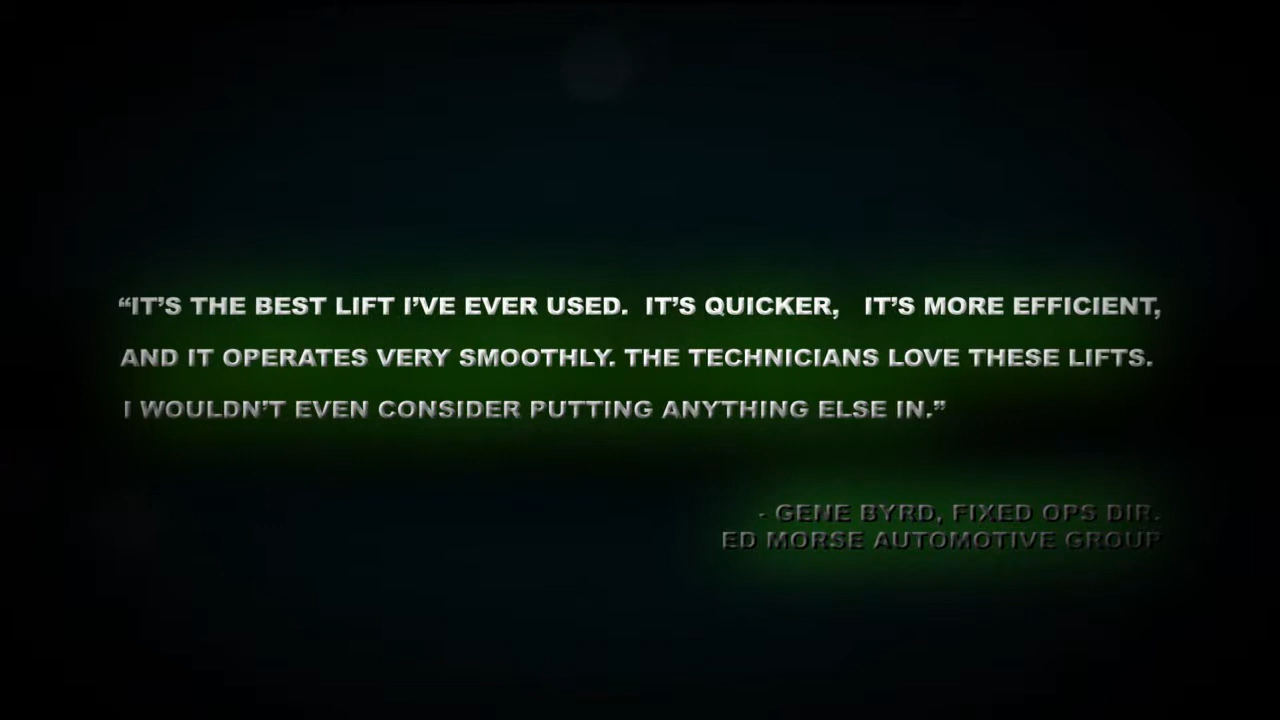 “IT’S THE BEST LIFT I’VE EVER USED. IT’S QUICKER, IT’S MORE EFFICIENT,
AND IT OPERATES VERY SMOOTHLY. THE TECHNICIANS LOVE THESE LIFTS.
I WOULDN’T EVEN CONSIDER PUTTING ANYTHING ELSE IN.”
- GENE BYRD, FIXED OPS DIR.
ED MORSE AUTOMOTIVE GROUP